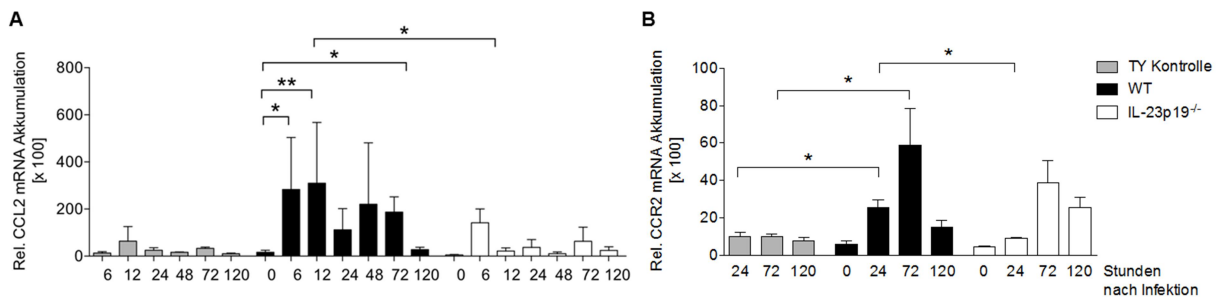 A
Rel. CCL2 mRNA Akkumulation
[x 100]
800
600
400
200
0
*
**
*
*
6 12 24 48 72 120 0 6 12 24 48 72 120 0 6 12 24 48 72 120
B
Rel. CCR2 mRNA Akkumulation
[x 100]
100
80
60
40
20
0
*
*
*
24 72 120 0 24 72 120 0 24 72 120
Stunden
nach Infektion
TY Kontrolle
WT
IL-23p19-/-